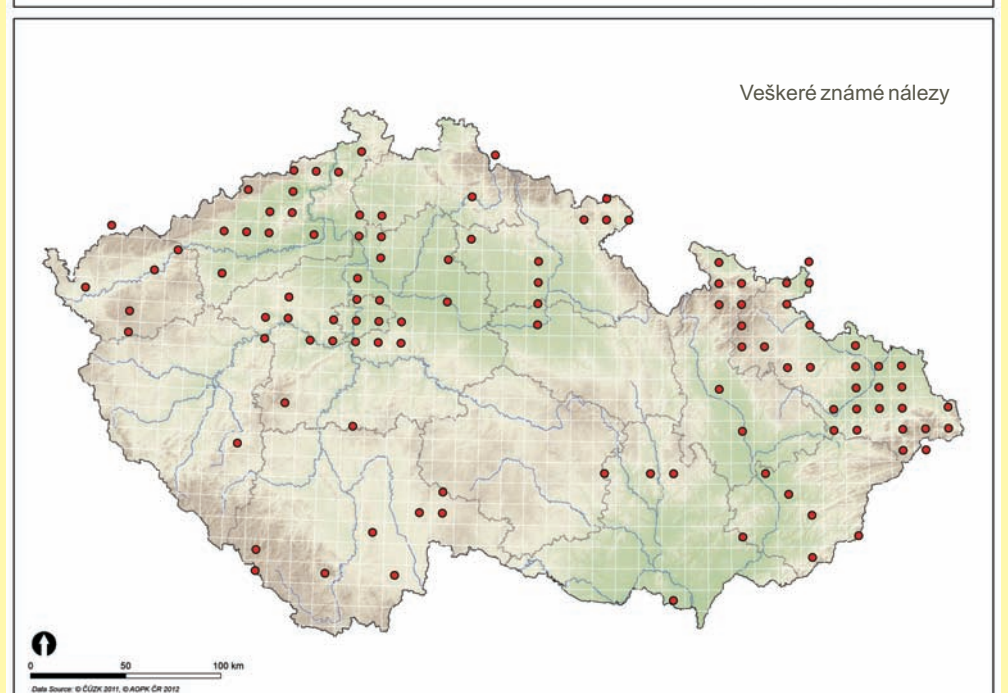 Veškeré známé nálezy
0 50 100 km
Data Source: © ČÚZK 2011, © AOPK ČR 2012